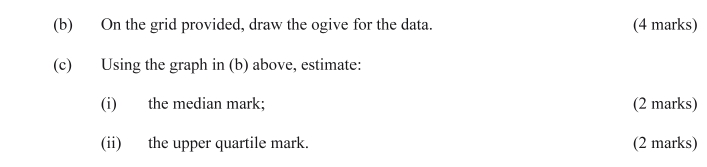 (b) On the grid provided, draw the ogive for the data. (4 marks)
(c) Using the graph in (b) above, estimate:
(i) the median mark; (2 marks)
(ii) the upper quartile mark. (2 marks)